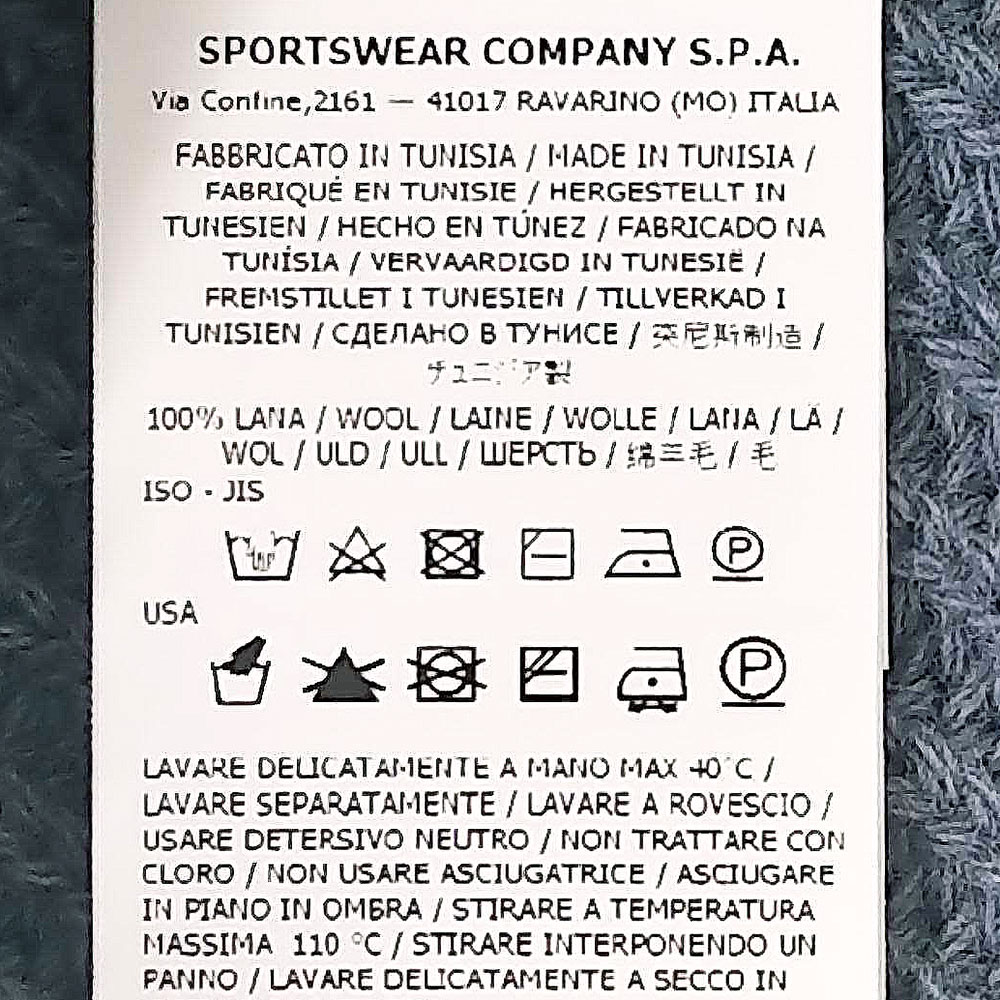 SPORTSWEAR COMPANY S.P.A.
Via Confine,2161 — 41017 RAVARINO (MO) ITALIA
FABBRICATO IN TUNISIA / MADE IN TUNISIA /
FABRIQUÉ EN TUNISIE / HERGESTELLT IN
TUNESIEN / HECHO EN TÚNEZ / FABRICADO NA
TUNÍSIA / VERVAARDIGD IN TUNESIË /
FREMSTILLET I TUNESIEN / TILLVERKAD I
TUNISIEN / СДЕЛАНО В ТУНИСЕ / 突尼斯制造 /
チュニジア製
100% LANA / WOOL / LAINE / WOLLE / LANA / LÃ /
WOL / ULD / ULL / ШЕРСТЬ / 绵羊毛 / 毛
ISO - JIS
P
USA
P
LAVARE DELICATAMENTE A MANO MAX 40°C /
LAVARE SEPARATAMENTE / LAVARE A ROVESCIO /
USARE DETERSIVO NEUTRO / NON TRATTARE CON
CLORO / NON USARE ASCIUGATRICE / ASCIUGARE
IN PIANO IN OMBRA / STIRARE A TEMPERATURA
MASSIMA 110 °C / STIRARE INTERPONENDO UN
PANNO / LAVARE DELICATAMENTE A SECCO IN